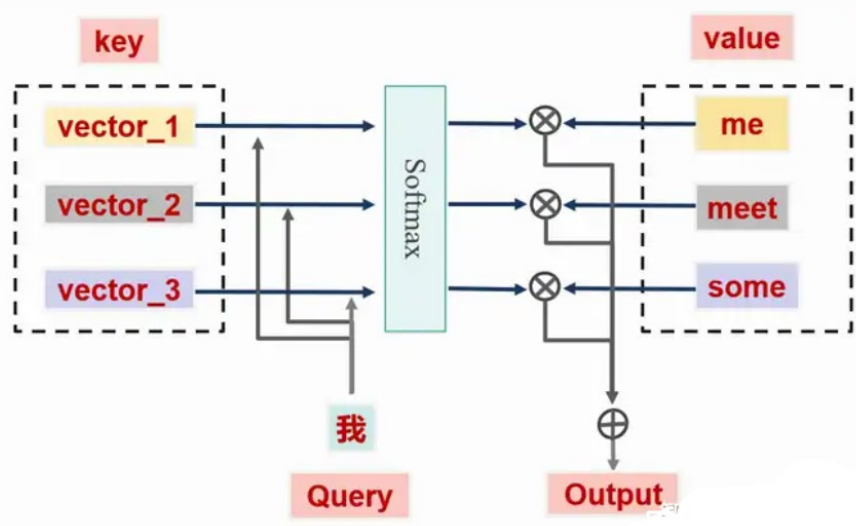 key
value
vector_1
me
vector_2
meet
vector_3
some
Softmax
我
Query
Output